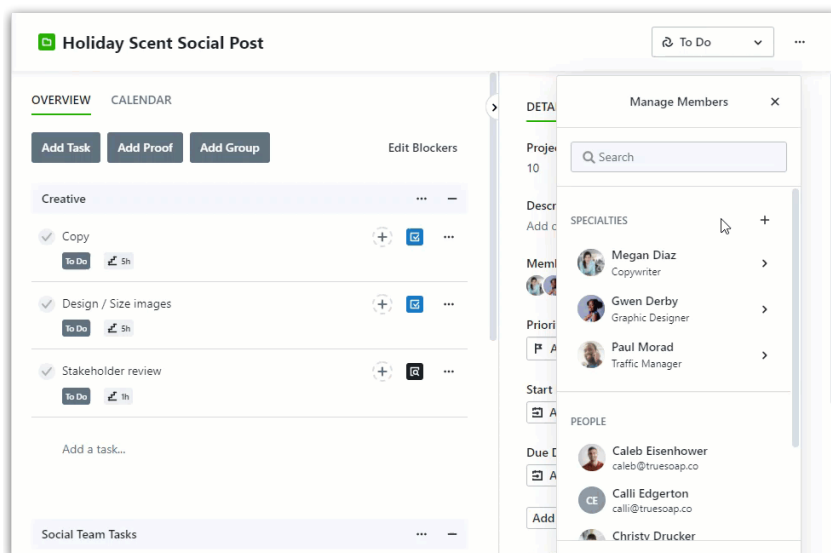 Holiday Scent Social Post
To Do
OVERVIEW CALENDAR
Add Task Add Proof Add Group Edit Blockers
Creative
Copy
To Do 5h
Design / Size images
To Do 5h
Stakeholder review
To Do 1h
Add a task...
Social Team Tasks
DETA
Proje
10
Descr
Add c
Memb
Priori
A
Start
A
Due D
A
Add
Manage Members
Search
SPECIALTIES
Megan Diaz
Copywriter
Gwen Derby
Graphic Designer
Paul Morad
Traffic Manager
PEOPLE
Caleb Eisenhower
caleb@truesoap.co
CE
Calli Edgerton
calli@truesoap.co
Christy Drucker